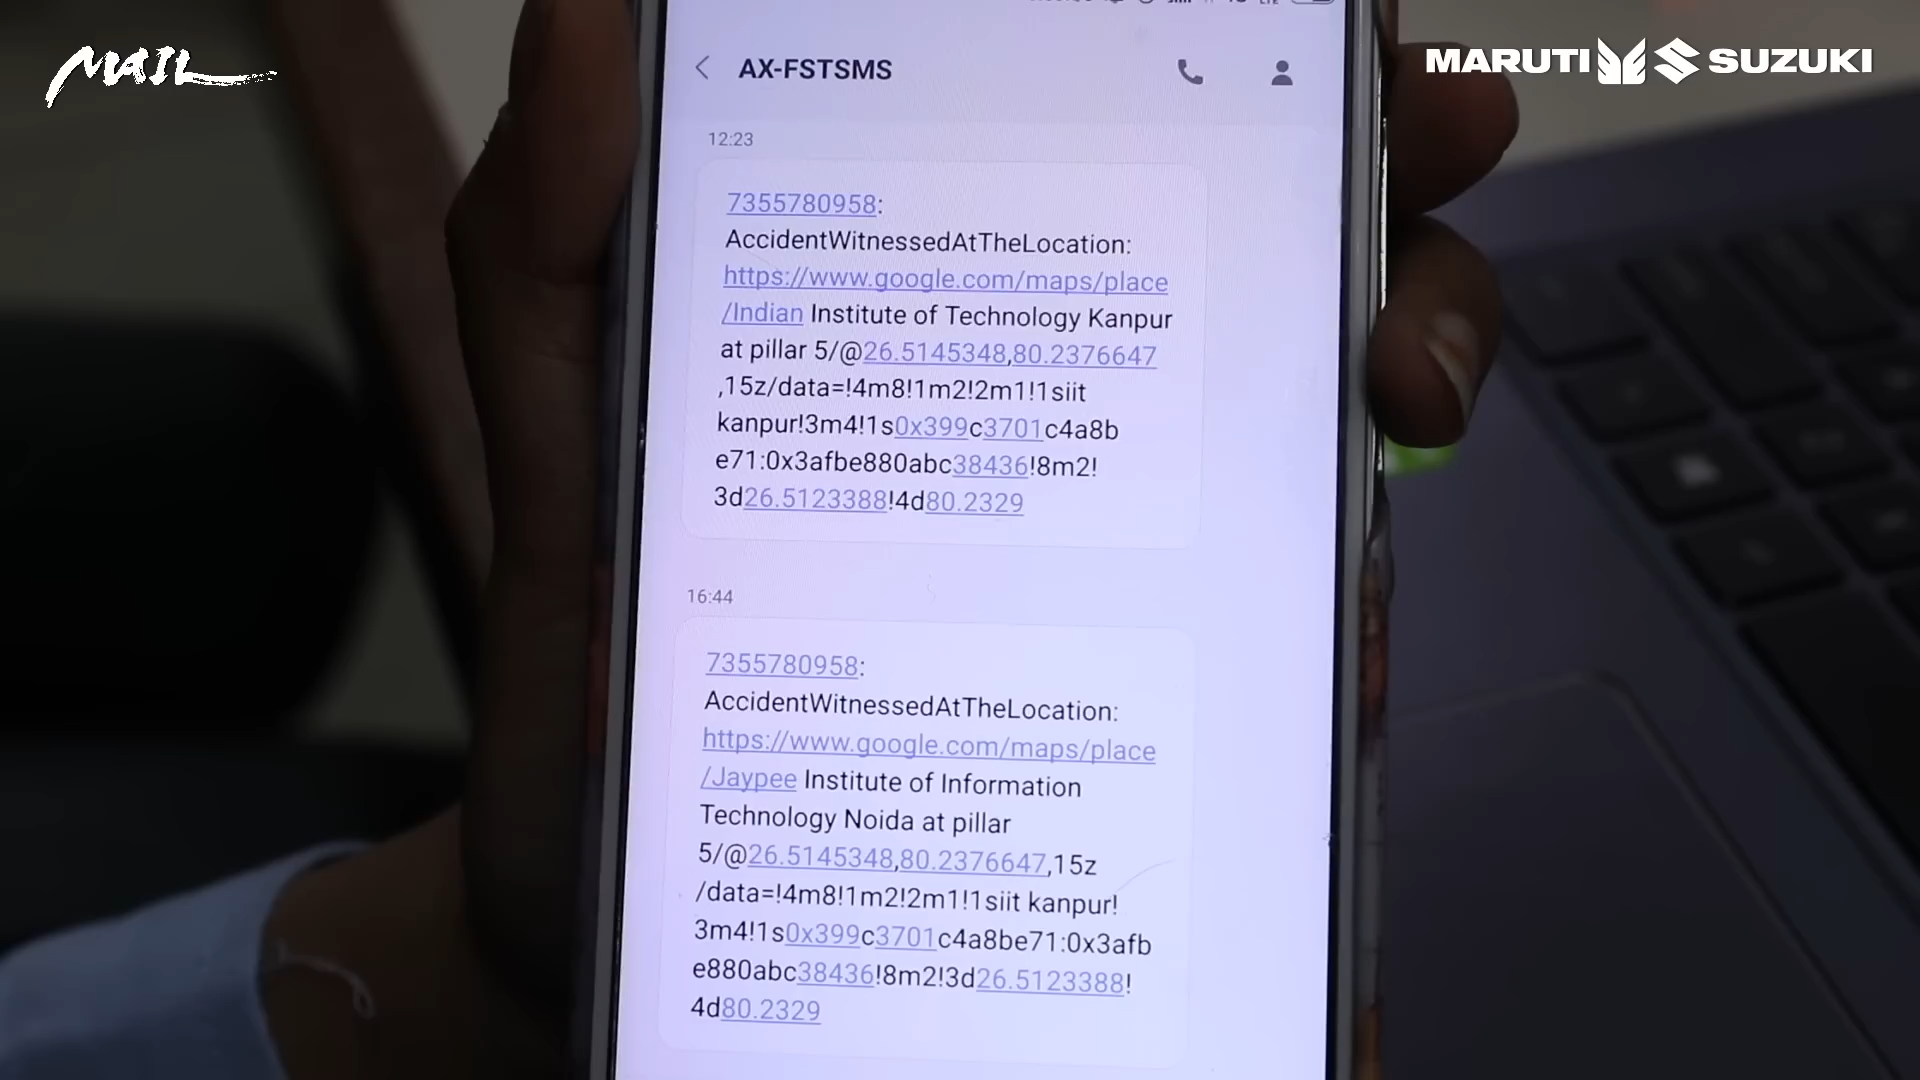 MAIL
MARUTI SUZUKI
AX-FSTSMS
12:23
7355780958:
AccidentWitnessedAtTheLocation:
https://www.google.com/maps/place
/Indian Institute of Technology Kanpur
at pillar 5/@26.5145348,80.2376647
,15z/data=!4m8!1m2!2m1!1siit
kanpur!3m4!1s0x399c3701c4a8b
e71:0x3afbe880abc38436!8m2!
3d26.5123388!4d80.2329
16:44
7355780958:
AccidentWitnessedAtTheLocation:
https://www.google.com/maps/place
/Jaypee Institute of Information
Technology Noida at pillar
5/@26.5145348,80.2376647,15z
/data=!4m8!1m2!2m1!1siit kanpur!
3m4!1s0x399c3701c4a8be71:0x3afb
e880abc38436!8m2!3d26.5123388!
4d80.2329